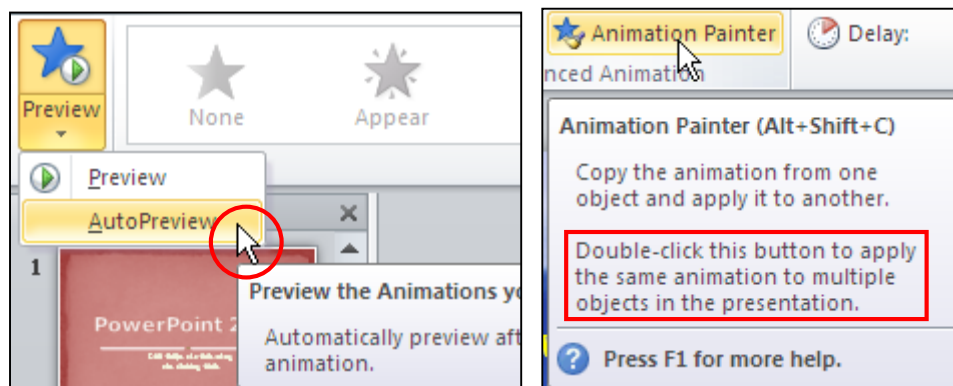 Preview
None
Appear
Preview
AutoPreview
1
PowerPoint 2
Preview the Animations yo
Automatically preview aft
animation.
Animation Painter
Delay:
nced Animation
Animation Painter (Alt+Shift+C)
Copy the animation from one
object and apply it to another.
Double-click this button to apply
the same animation to multiple
objects in the presentation.
Press F1 for more help.